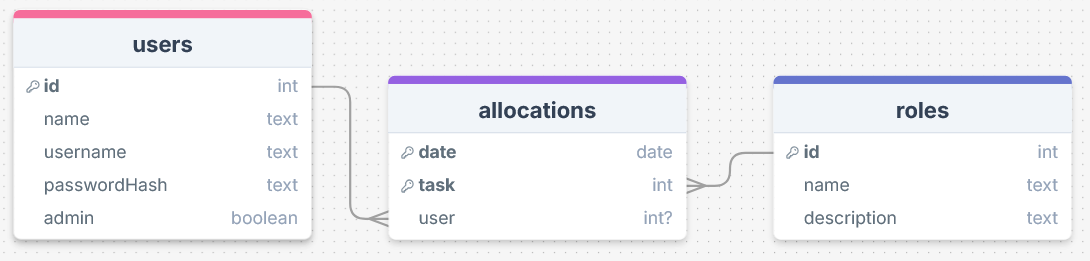 users
id int
name text
username text
passwordHash text
admin boolean
allocations
date date
task int
user int?
roles
id int
name text
description text